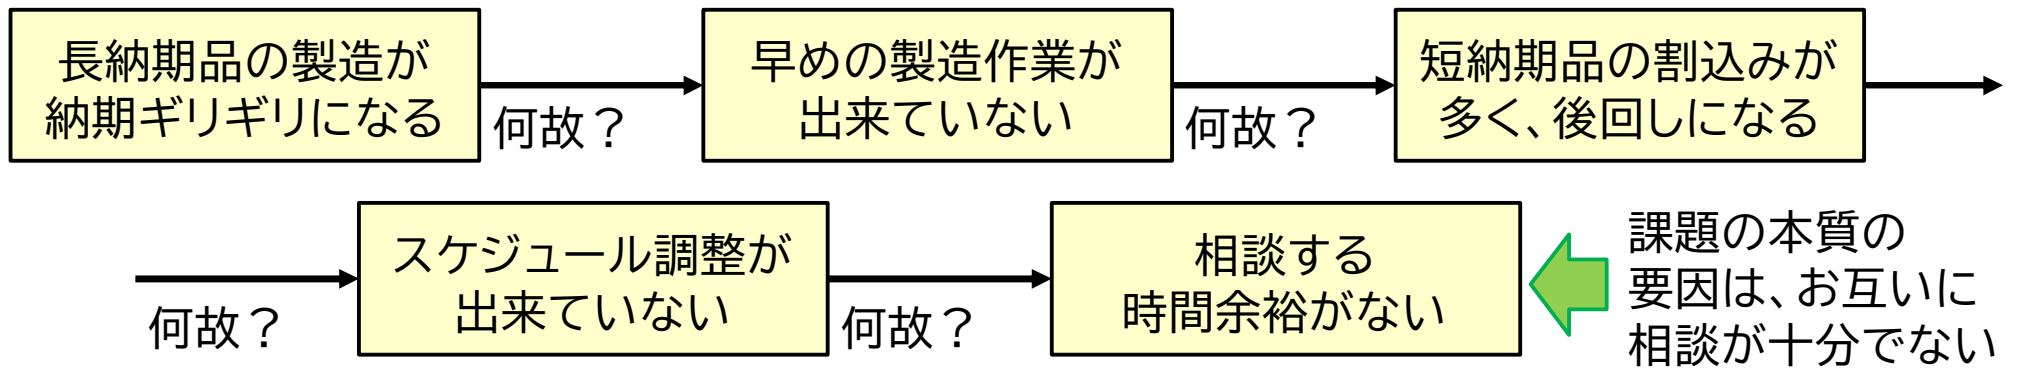 長納期品の製造が
納期ギリギリになる
何故？
早めの製造作業が
出来ていない
何故？
短納期品の割込みが
多く、後回しになる
何故？
スケジュール調整が
出来ていない
何故？
相談する
時間余裕がない
課題の本質の
要因は、お互いに
相談が十分でない